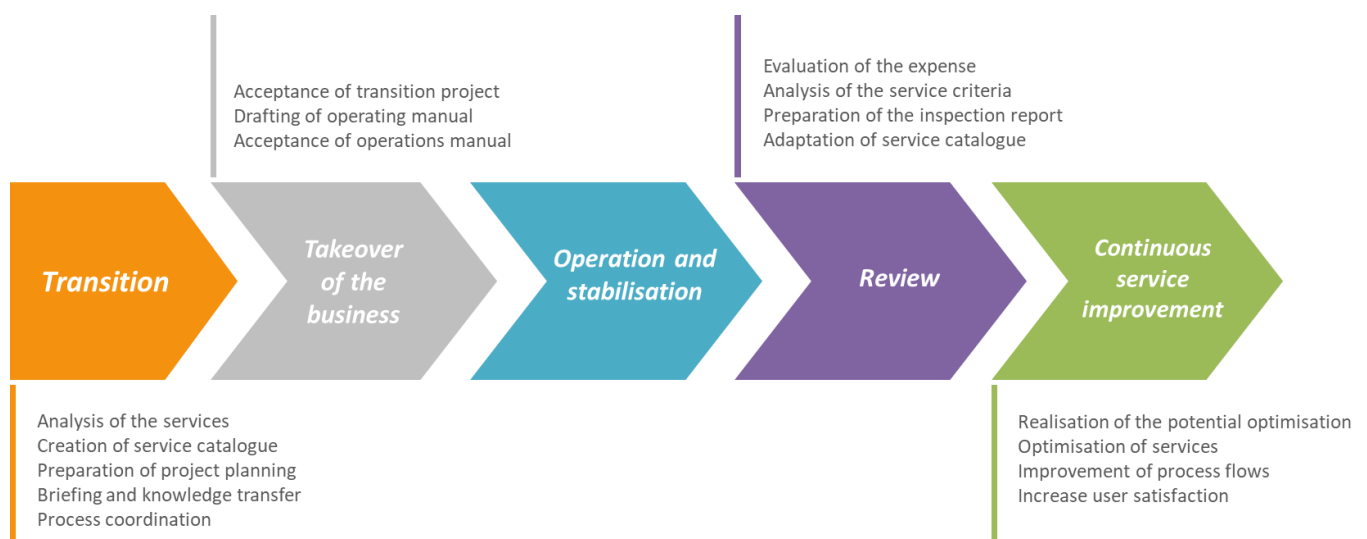 Acceptance of transition project
Drafting of operating manual
Acceptance of operations manual
Evaluation of the expense
Analysis of the service criteria
Preparation of the inspection report
Adaptation of service catalogue
Transition
Takeover
of the
business
Operation and
stabilisation
Review
Continuous
service
improvement
Analysis of the services
Creation of service catalogue
Preparation of project planning
Briefing and knowledge transfer
Process coordination
Realisation of the potential optimisation
Optimisation of services
Improvement of process flows
Increase user satisfaction